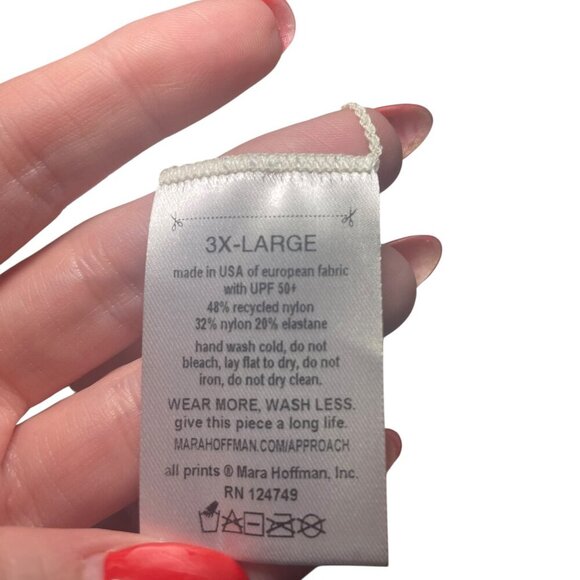 3X-LARGE
made in USA of european fabric
with UPF 50+
48% recycled nylon
32% nylon 20% elastane
hand wash cold, do not
bleach, lay flat to dry, do not
iron, do not dry clean.
WEAR MORE, WASH LESS.
give this piece a long life.
MARAHOFFMAN.COM/APPROACH
all prints ® Mara Hoffman, Inc.
RN 124749